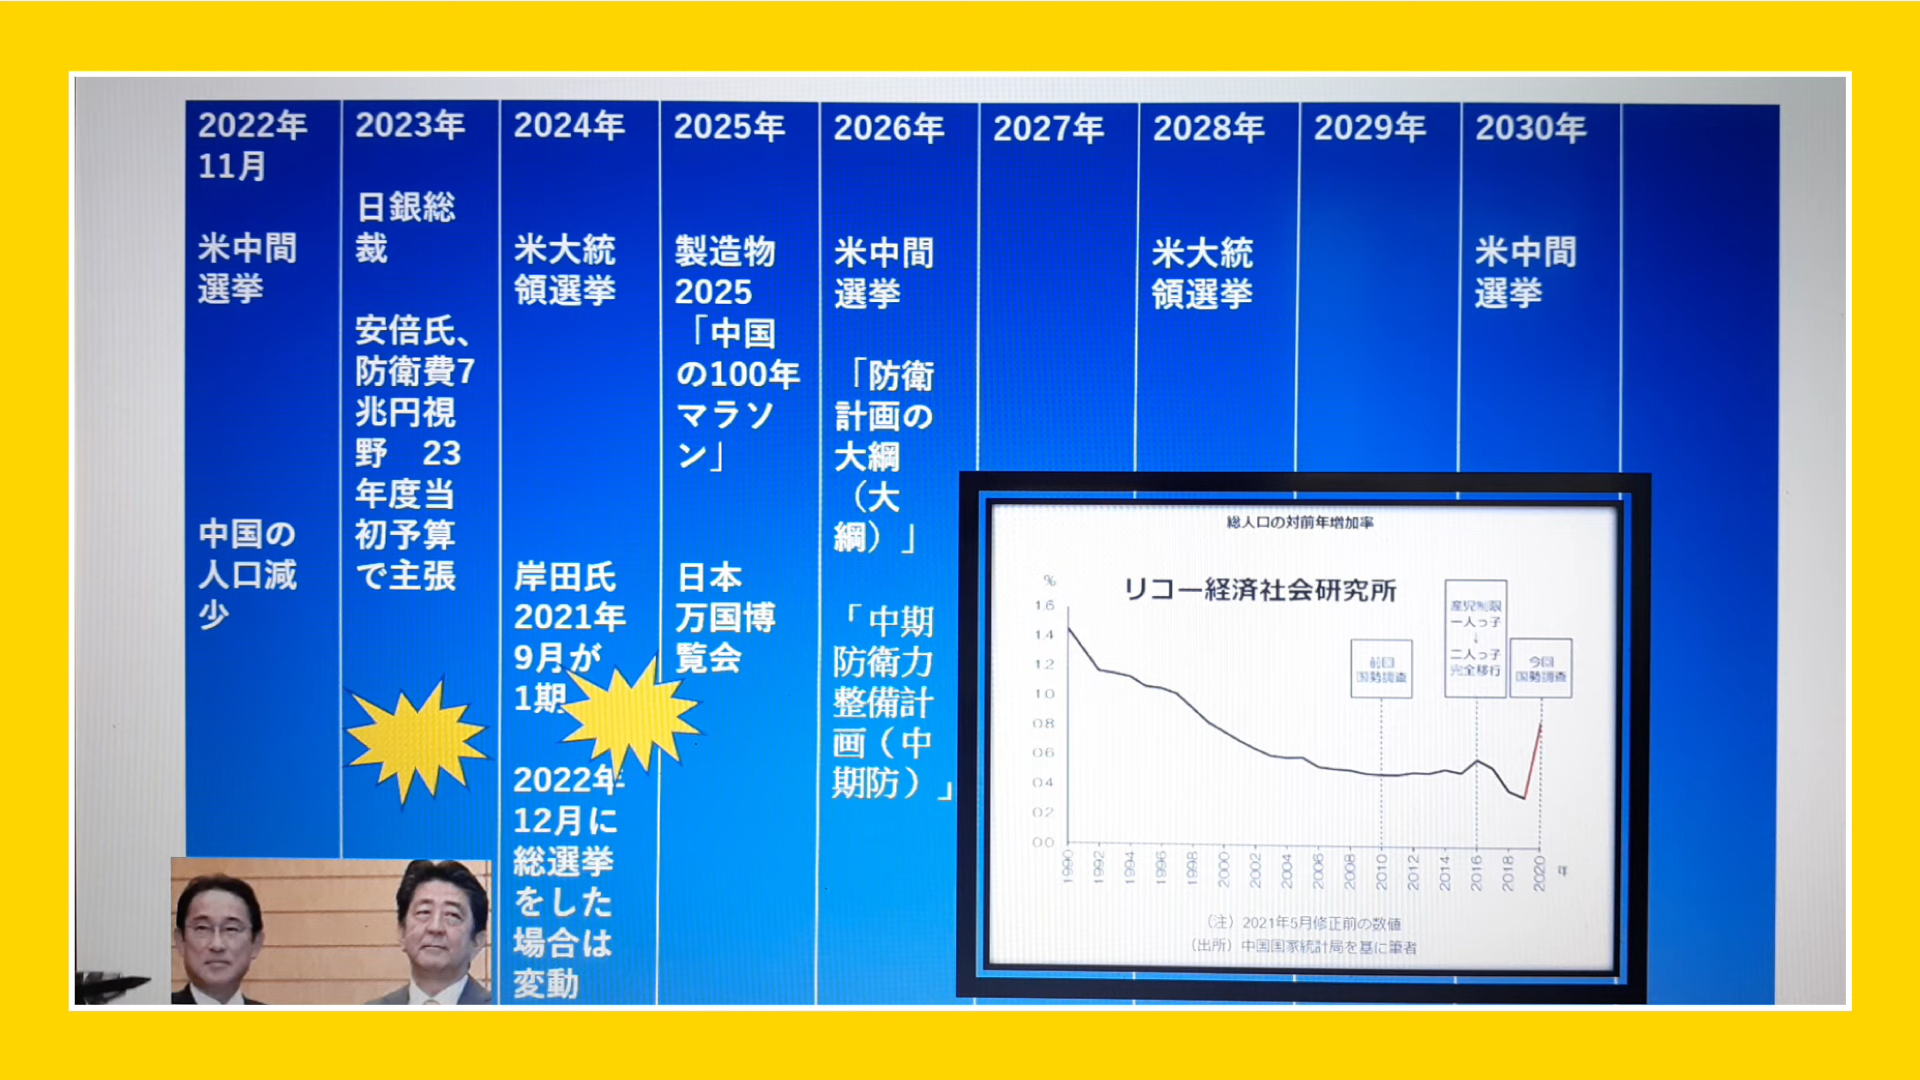 2022年
11月
米中間
選挙
中国の
人口減
少
2023年
日銀総
裁
安倍氏、
防衛費7
兆円視
野　23
年度当
初予算
で主張
2024年
米大統
領選挙
岸田氏
2021年
9月が
1期
2022年
12月に
総選挙
をした
場合は
変動
2025年
製造物
2025
「中国
の100年
マラソ
ン」
日本
万国博
覧会
2026年
米中間
選挙
「防衛
計画の
大綱
（大
綱）」
「中期
防衛力
整備計
画（中
期防）」
2027年
2028年
米大統
領選挙
2029年
2030年
米中間
選挙
総人口の対前年増加率
リコー経済社会研究所
%
1.6
1.4
1.2
1.0
0.8
0.6
0.4
0.2
0.0
前回
国勢調査
産児制限
一人っ子
↓
二人っ子
完全移行
今回
国勢調査
1990 1992 1994 1996 1998 2000 2002 2004 2006 2008 2010 2012 2014 2016 2018 2020 年
（注）2021年5月修正前の数値
（出所）中国国家統計局を基に筆者